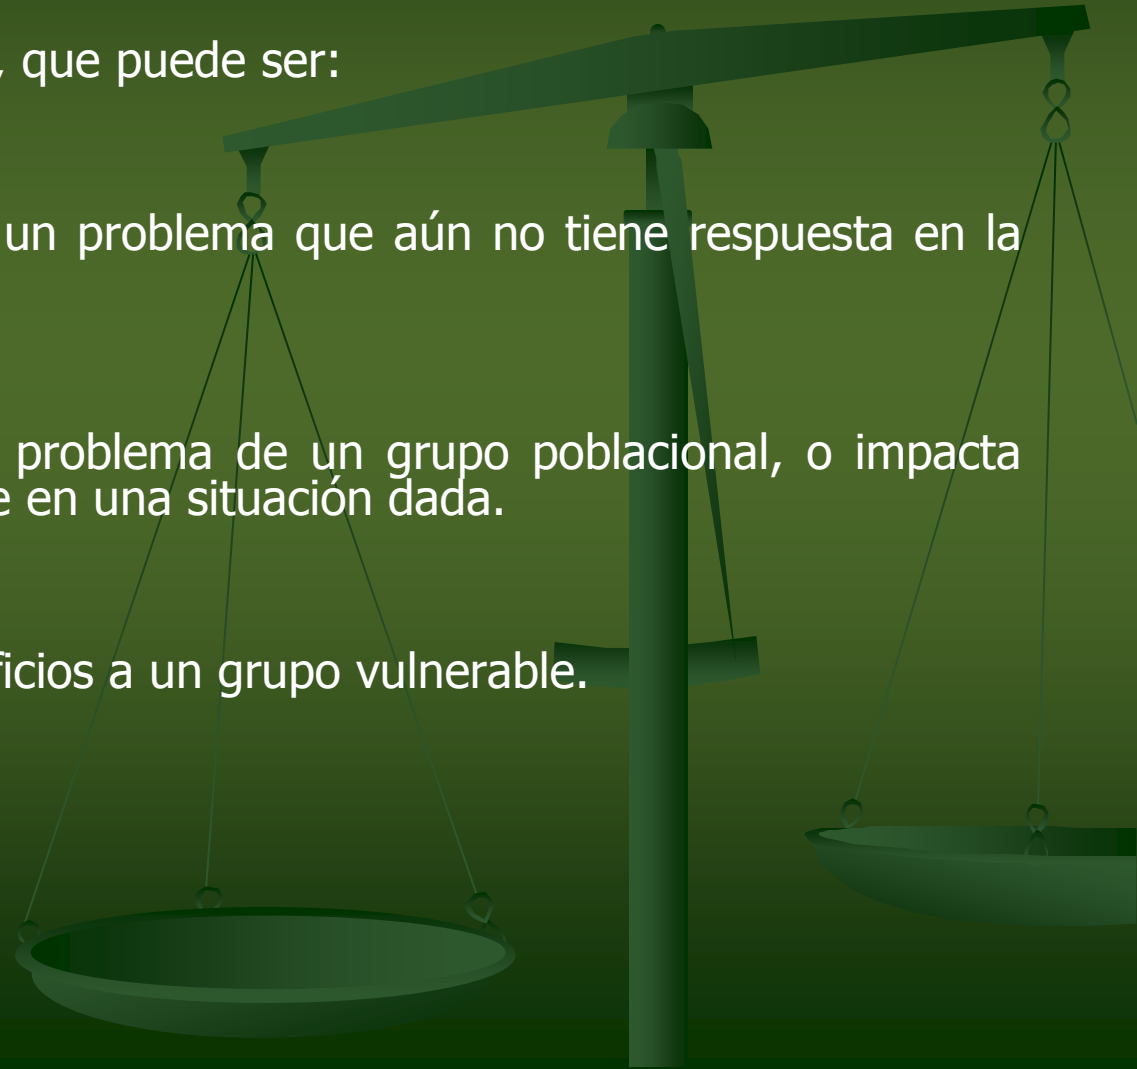 , que puede ser:
un problema que aún no tiene respuesta en la
problema de un grupo poblacional, o impacta
e en una situación dada.
ficios a un grupo vulnerable.